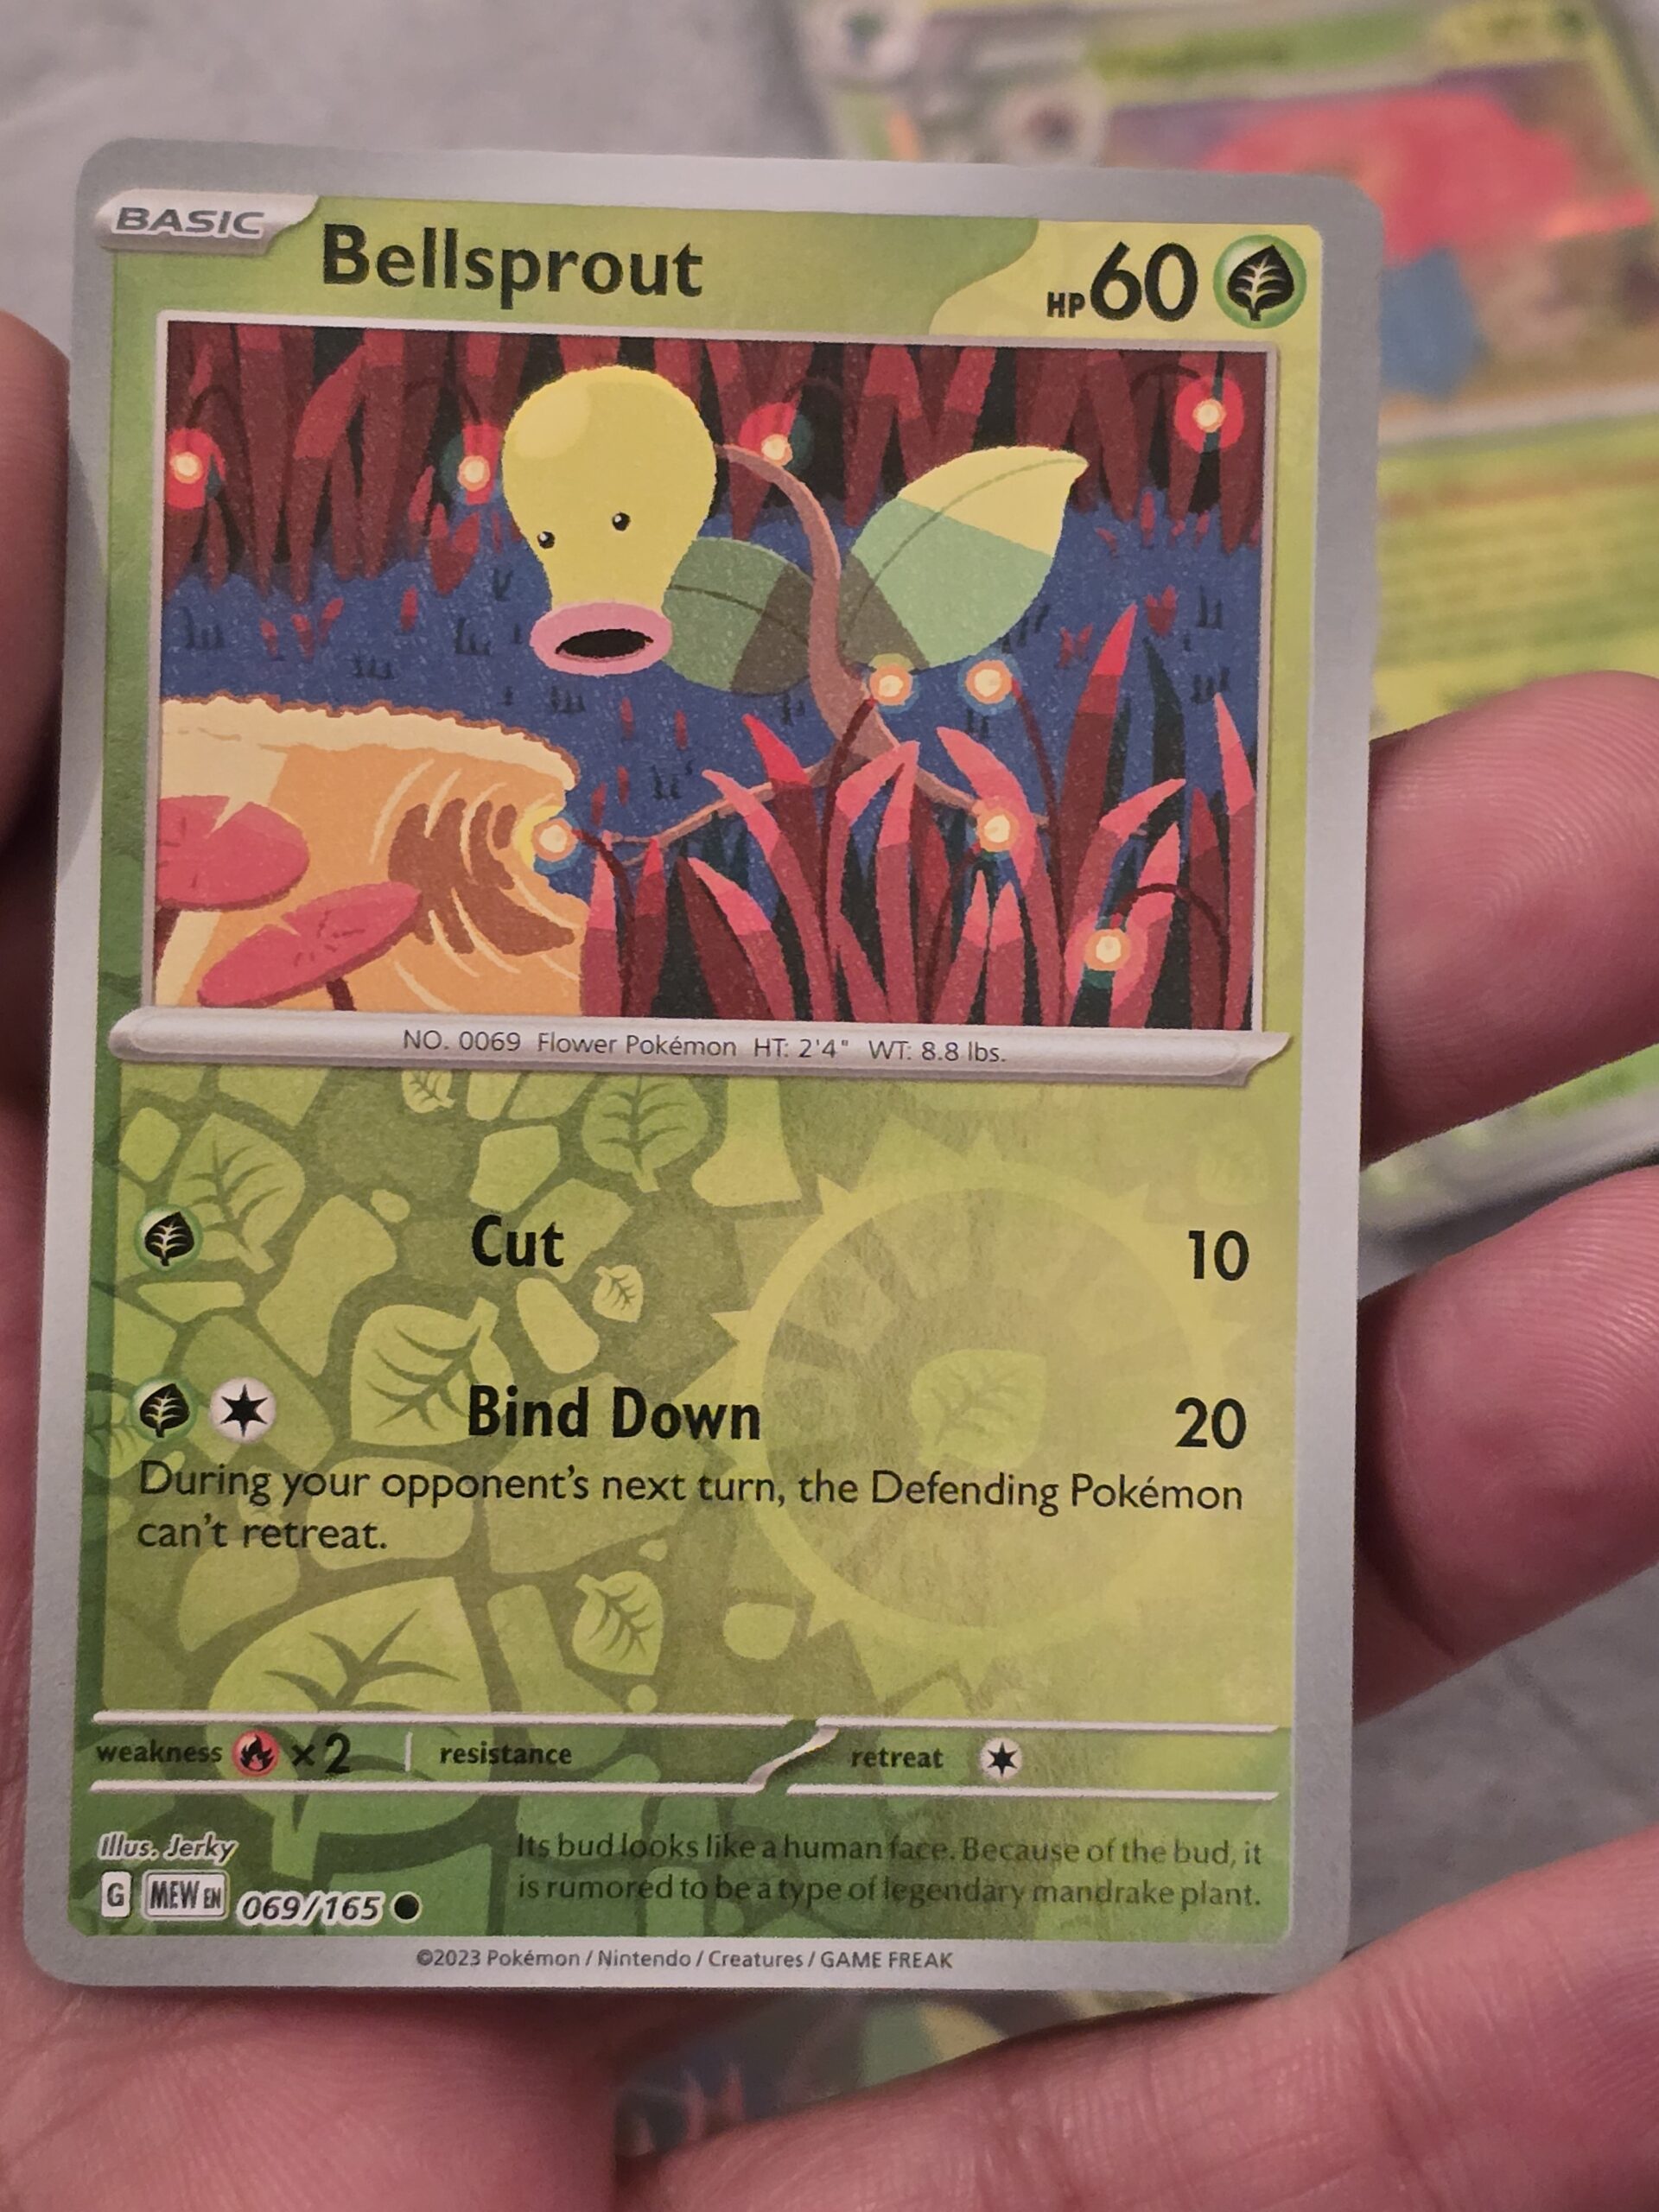 BASIC
Bellsprout
HP 60
NO. 0069 Flower Pokémon HT: 2'4" WT: 8.8 lbs.
Cut 10
Bind Down 20
During your opponent's next turn, the Defending Pokémon
can't retreat.
weakness ×2 | resistance retreat
Illus. Jerky
Its bud looks like a human face. Because of the bud, it
is rumored to be a type of legendary mandrake plant.
G MEW EN 069/165
©2023 Pokémon / Nintendo / Creatures / GAME FREAK